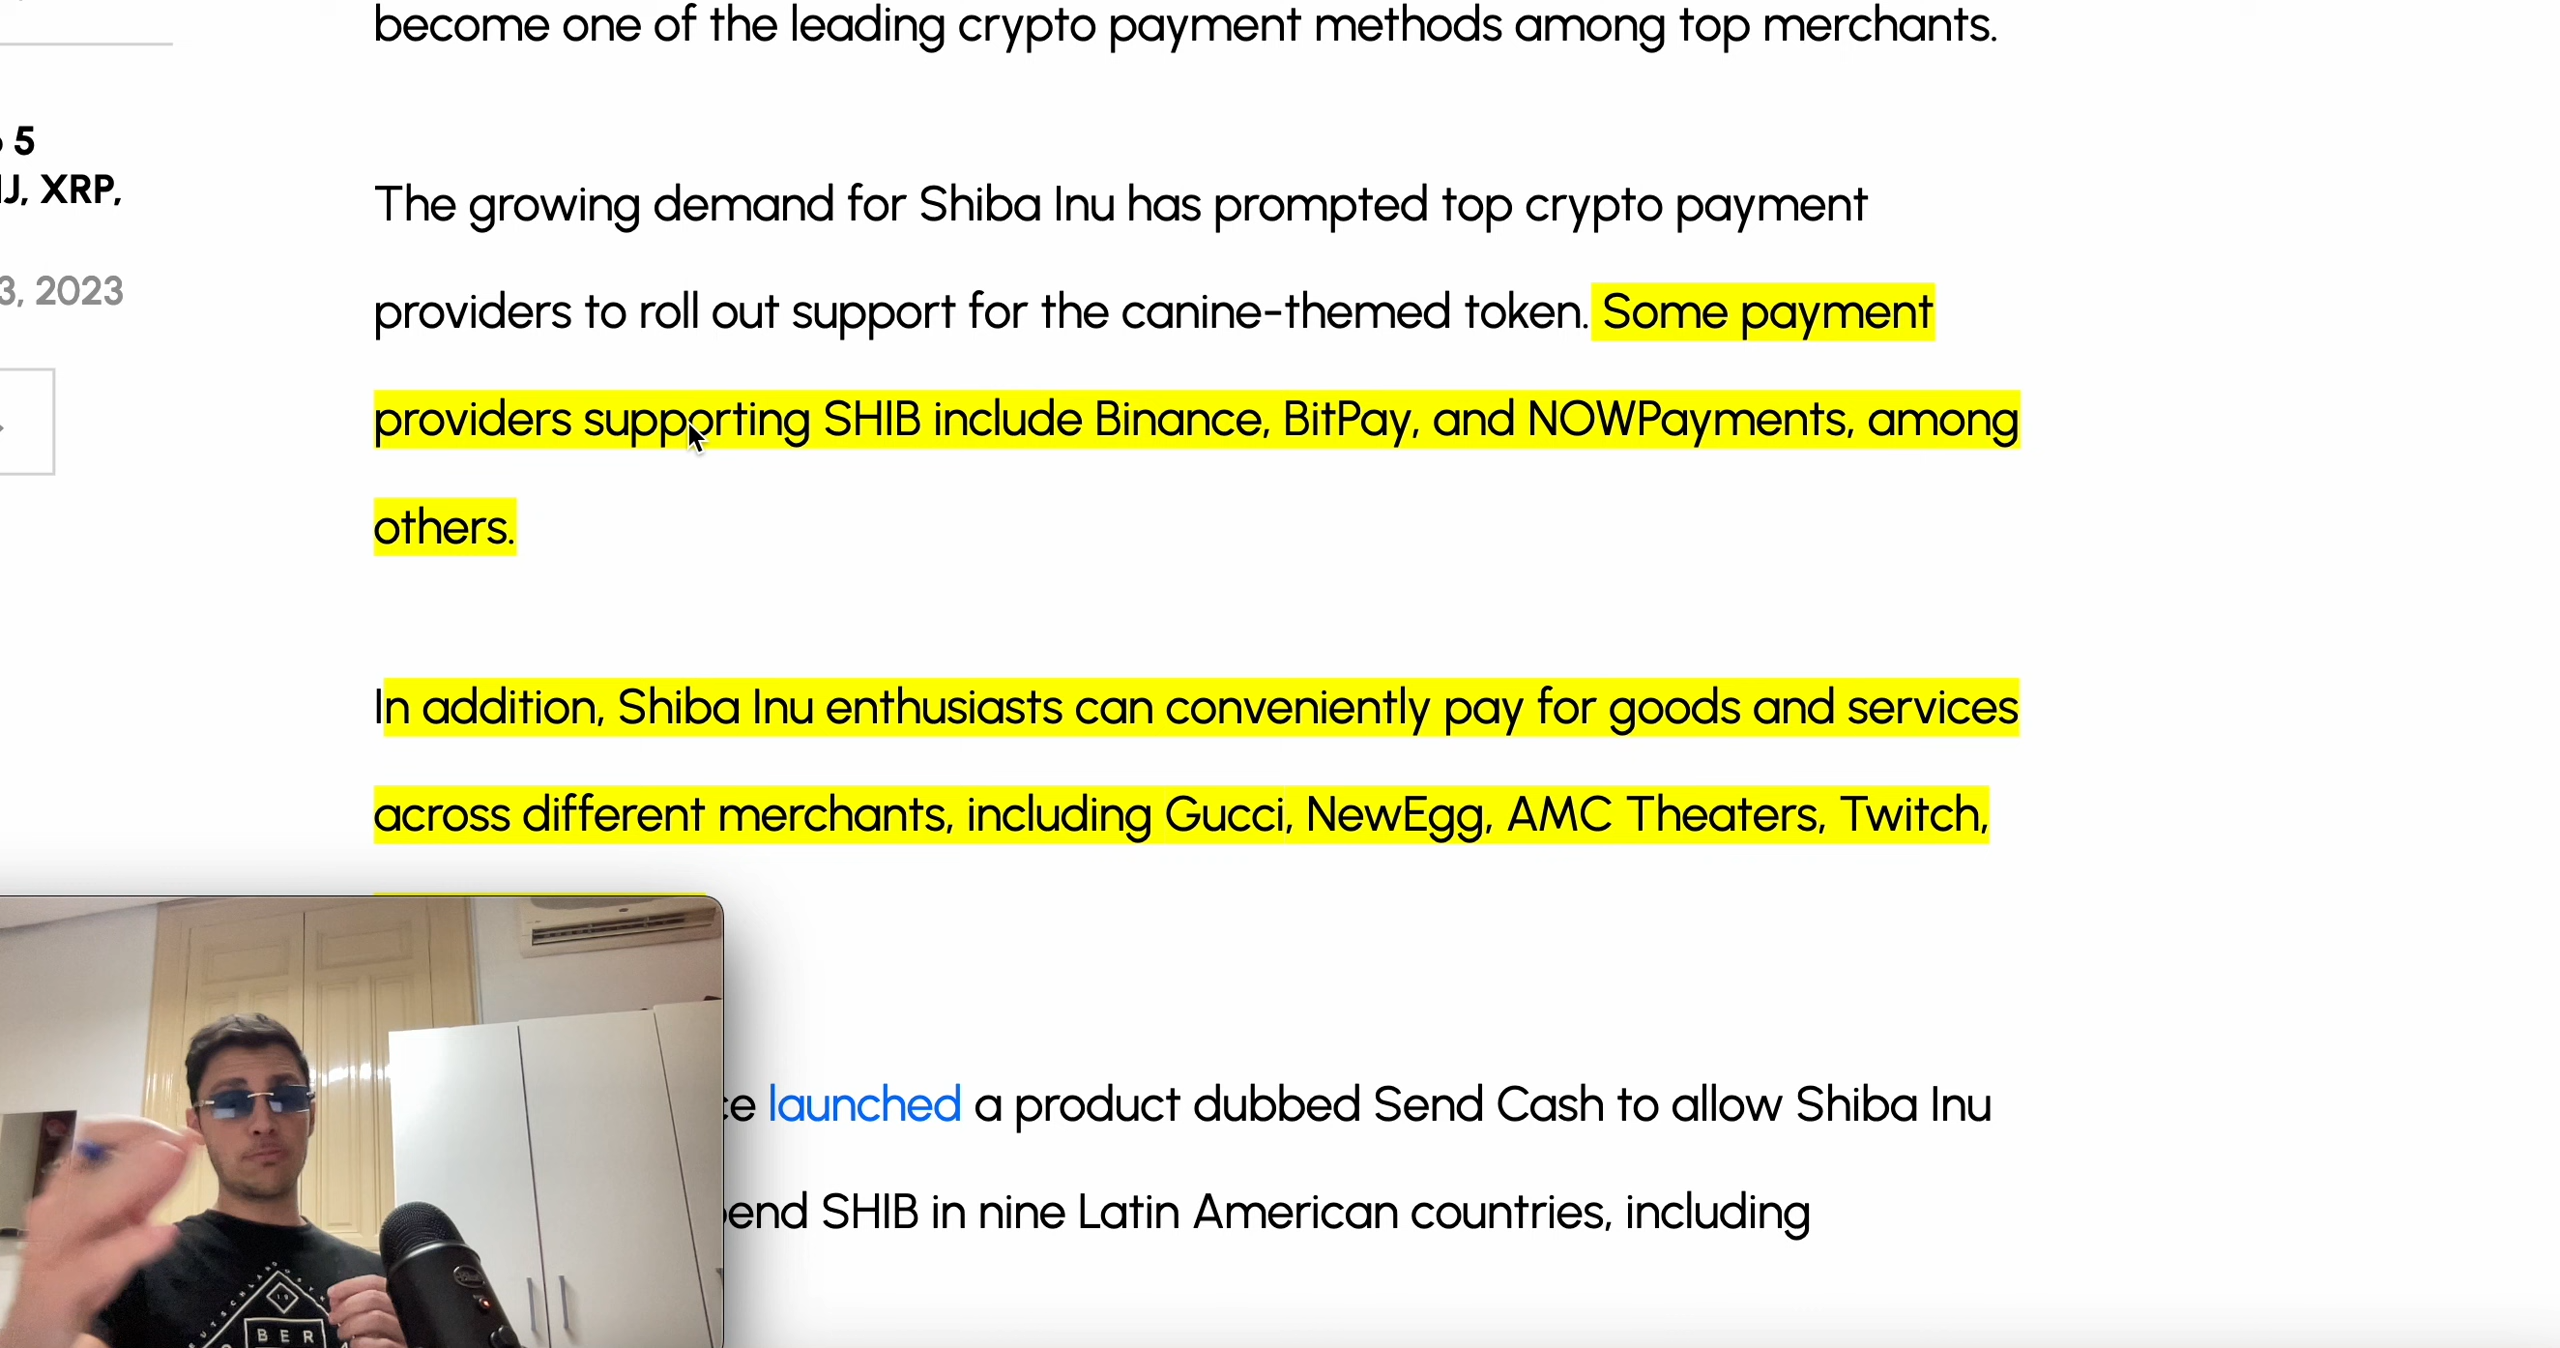 become one of the leading crypto payment methods among top merchants.
5
XRP,
3, 2023
The growing demand for Shiba Inu has prompted top crypto payment
providers to roll out support for the canine-themed token. Some payment
providers supporting SHIB include Binance, BitPay, and NOWPayments, among
others.
In addition, Shiba Inu enthusiasts can conveniently pay for goods and services
across different merchants, including Gucci, NewEgg, AMC Theaters, Twitch,
launched a product dubbed Send Cash to allow Shiba Inu
SHIB in nine Latin American countries, including
BER